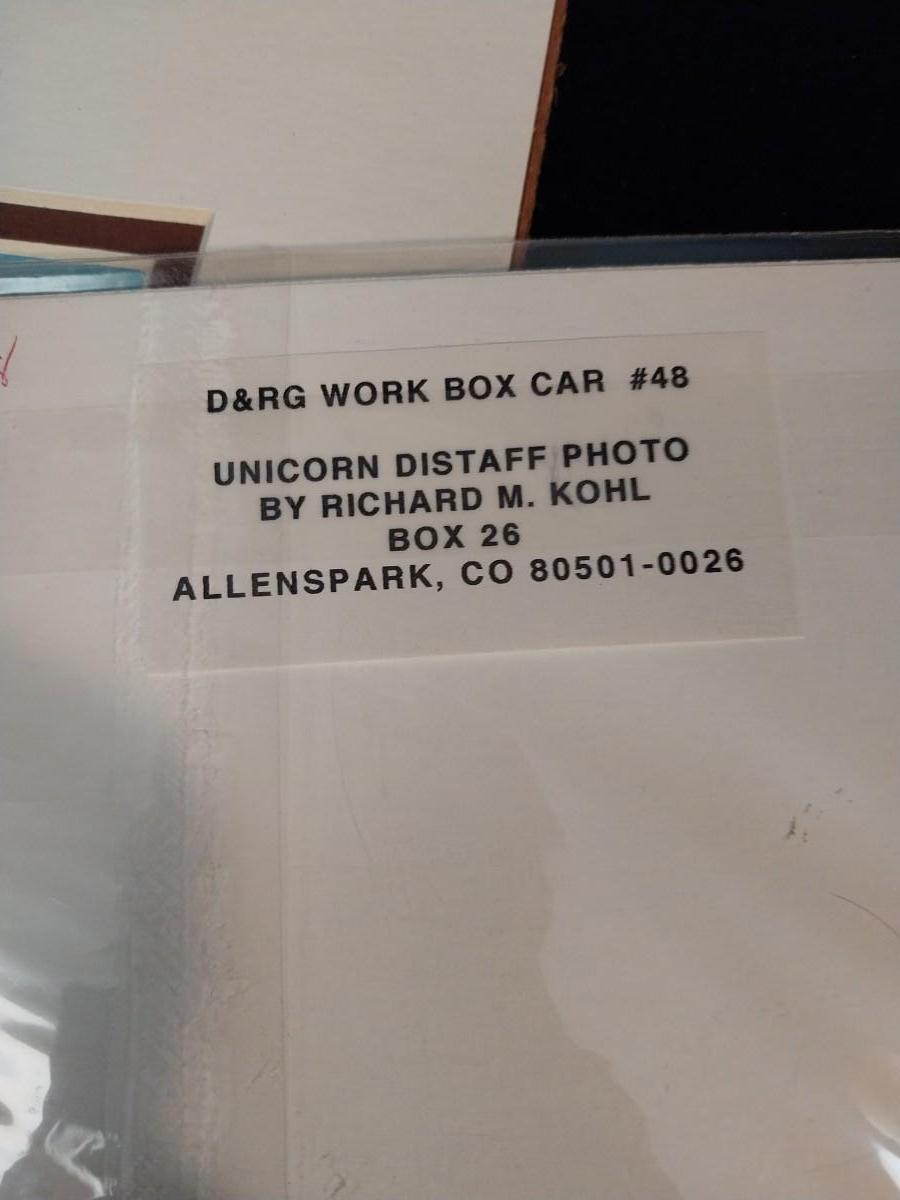 D&RG WORK BOX CAR #48
UNICORN DISTAFF PHOTO
BY RICHARD M. KOHL
BOX 26
ALLENSPARK, CO 80501-0026